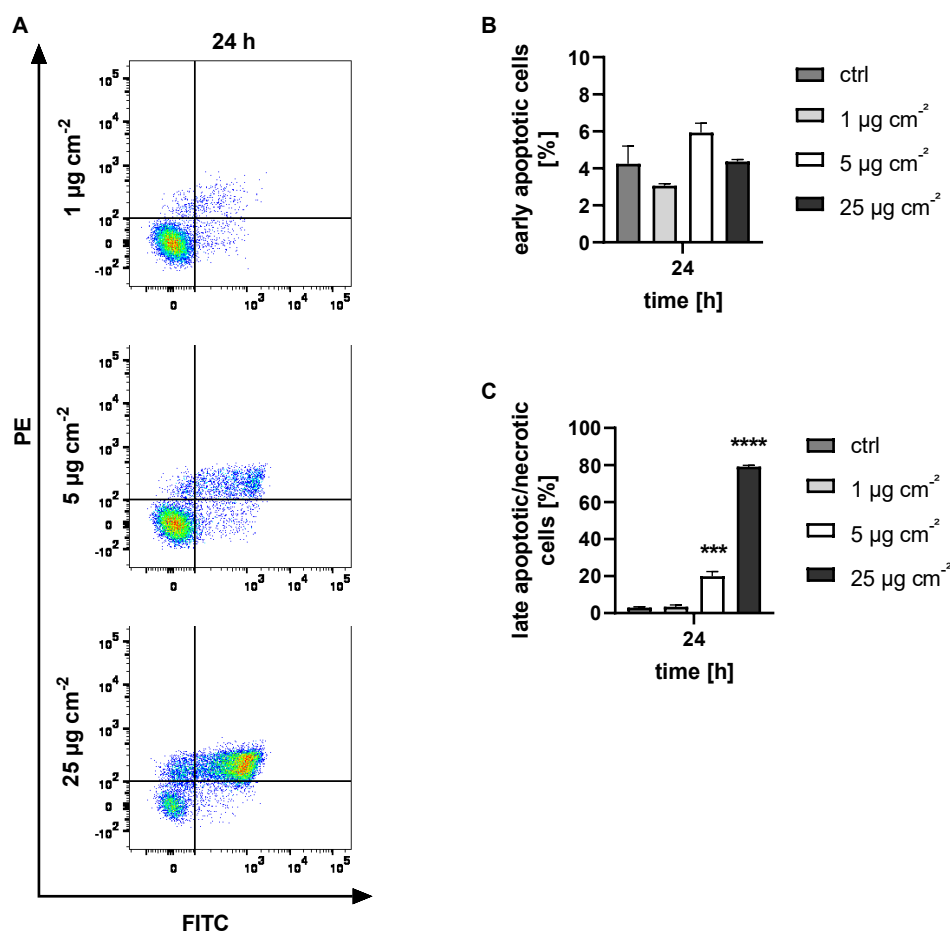 A
24 h
1 µg cm⁻²
10⁵
10⁴
10³
10²
0
-10²
0 10³ 10⁴ 10⁵
5 µg cm⁻²
10⁵
10⁴
10³
10²
0
-10²
0 10³ 10⁴ 10⁵
25 µg cm⁻²
10⁵
10⁴
10³
10²
0
-10²
0 10³ 10⁴ 10⁵
PE
FITC
B
early apoptotic cells
[%]
10
8
6
4
2
0
24
time [h]
ctrl
1 µg cm⁻²
5 µg cm⁻²
25 µg cm⁻²
C
late apoptotic/necrotic
cells [%]
100
80
60
40
20
0
***
****
24
time [h]
ctrl
1 µg cm⁻²
5 µg cm⁻²
25 µg cm⁻²